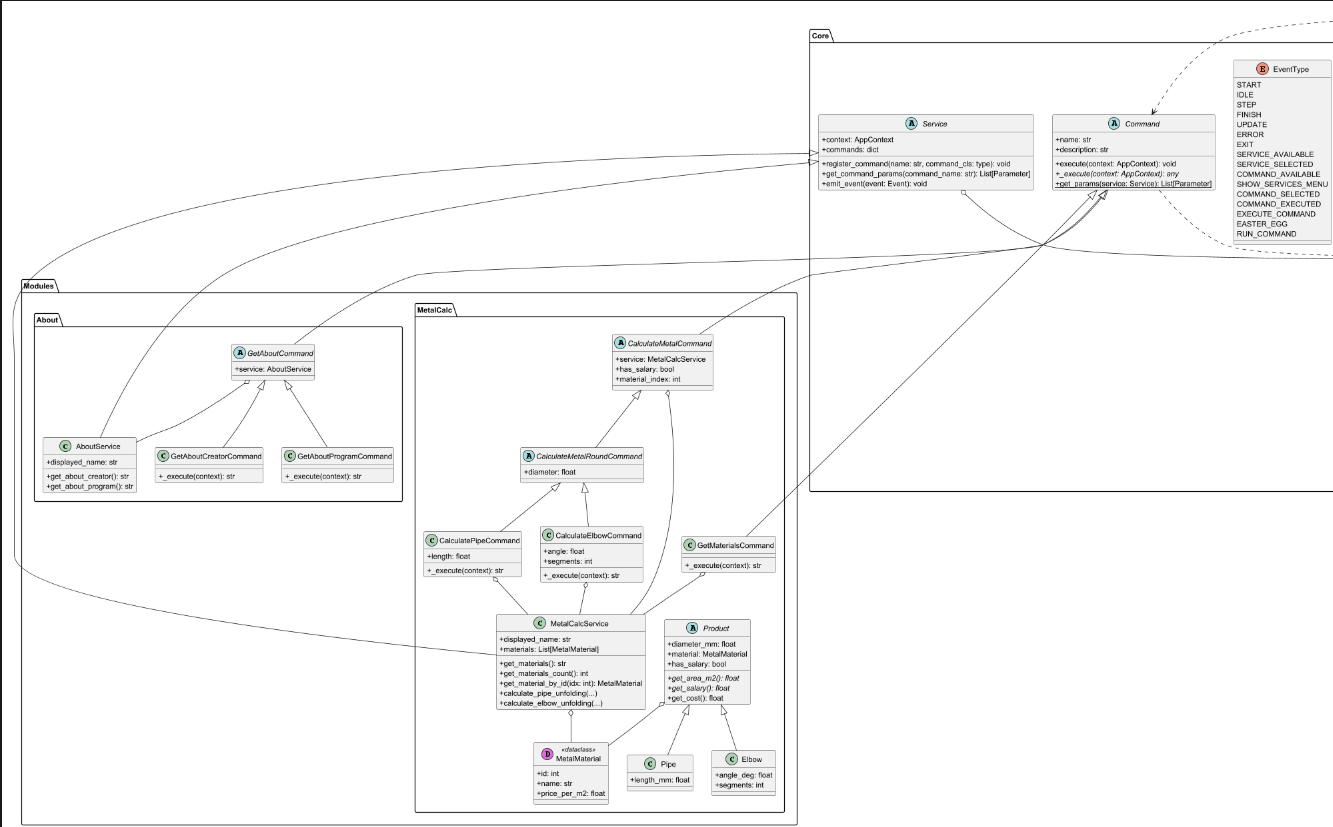 Core
E EventType
START
IDLE
STEP
FINISH
UPDATE
ERROR
EXIT
SERVICE_AVAILABLE
SERVICE_SELECTED
COMMAND_AVAILABLE
SHOW_SERVICES_MENU
COMMAND_SELECTED
COMMAND_EXECUTED
EXECUTE_COMMAND
EASTER_EGG
RUN_COMMAND
A Service
+context: AppContext
+commands: dict
+register_command(name: str, command_cls: type): void
+get_command_params(command_name: str): List[Parameter]
+emit_event(event: Event): void
A Command
+name: str
+description: str
+execute(context: AppContext): void
+_execute(context: AppContext): any
+get_params(service: Service): List[Parameter]
Modules
About
A GetAboutCommand
+service: AboutService
C AboutService
+displayed_name: str
+get_about_creator(): str
+get_about_program(): str
C GetAboutCreatorCommand
+_execute(context): str
C GetAboutProgramCommand
+_execute(context): str
MetalCalc
A CalculateMetalCommand
+service: MetalCalcService
+has_salary: bool
+material_index: int
A CalculateMetalRoundCommand
+diameter: float
C CalculatePipeCommand
+length: float
+_execute(context): str
C CalculateElbowCommand
+angle: float
+segments: int
+_execute(context): str
C GetMaterialsCommand
+_execute(context): str
C MetalCalcService
+displayed_name: str
+materials: List[MetalMaterial]
+get_materials(): str
+get_materials_count(): int
+get_material_by_id(idx: int): MetalMaterial
+calculate_pipe_unfolding(...)
+calculate_elbow_unfolding(...)
A Product
+diameter_mm: float
+material: MetalMaterial
+has_salary: bool
+get_area_m2(): float
+get_salary(): float
+get_cost(): float
D «dataclass»
MetalMaterial
+id: int
+name: str
+price_per_m2: float
C Pipe
+length_mm: float
C Elbow
+angle_deg: float
+segments: int